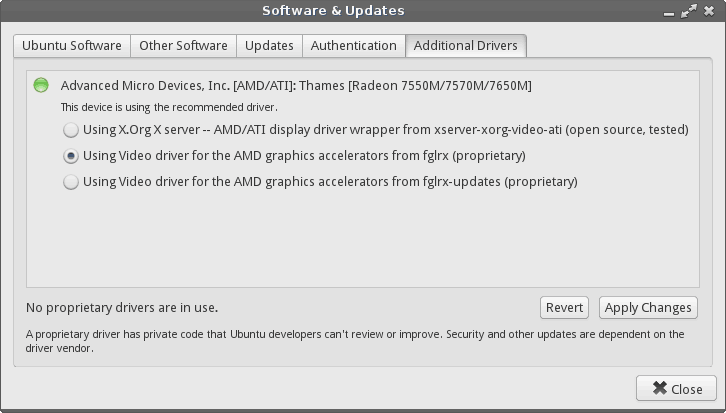 Software & Updates
Ubuntu Software
Other Software
Updates
Authentication
Additional Drivers
Advanced Micro Devices, Inc. [AMD/ATI]: Thames [Radeon 7550M/7570M/7650M]
This device is using the recommended driver.
Using X.Org X server -- AMD/ATI display driver wrapper from xserver-xorg-video-ati (open source, tested)
Using Video driver for the AMD graphics accelerators from fglrx (proprietary)
Using Video driver for the AMD graphics accelerators from fglrx-updates (proprietary)
No proprietary drivers are in use.
Revert
Apply Changes
A proprietary driver has private code that Ubuntu developers can't review or improve. Security and other updates are dependent on the
driver vendor.
Close